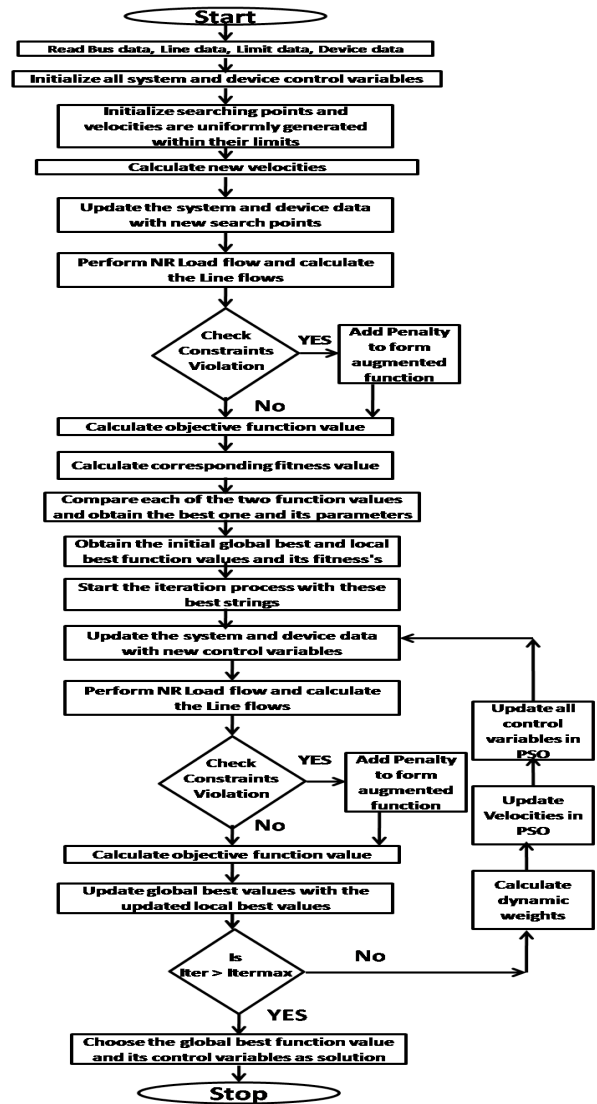 Start
Read Bus data, Line data, Limit data, Device data
Initialize all system and device control variables
Initialize searching points and
velocities are uniformly generated
within their limits
Calculate new velocities
Update the system and device data
with new search points
Perform NR Load flow and calculate
the Line flows
Check
Constraints
Violation
YES
Add Penalty
to form
augmented
function
No
Calculate objective function value
Calculate corresponding fitness value
Compare each of the two function values
and obtain the best one and its parameters
Obtain the initial global best and local
best function values and its fitness's
Start the iteration process with these
best strings
Update the system and device data
with new control variables
Perform NR Load flow and calculate
the Line flows
Check
Constraints
Violation
YES
Add Penalty
to form
augmented
function
No
Calculate objective function value
Update global best values with the
updated local best values
Is
Iter > Itermax
No
Calculate
dynamic
weights
Update
Velocities in
PSO
Update all
control
variables in
PSO
YES
Choose the global best function value
and its control variables as solution
Stop